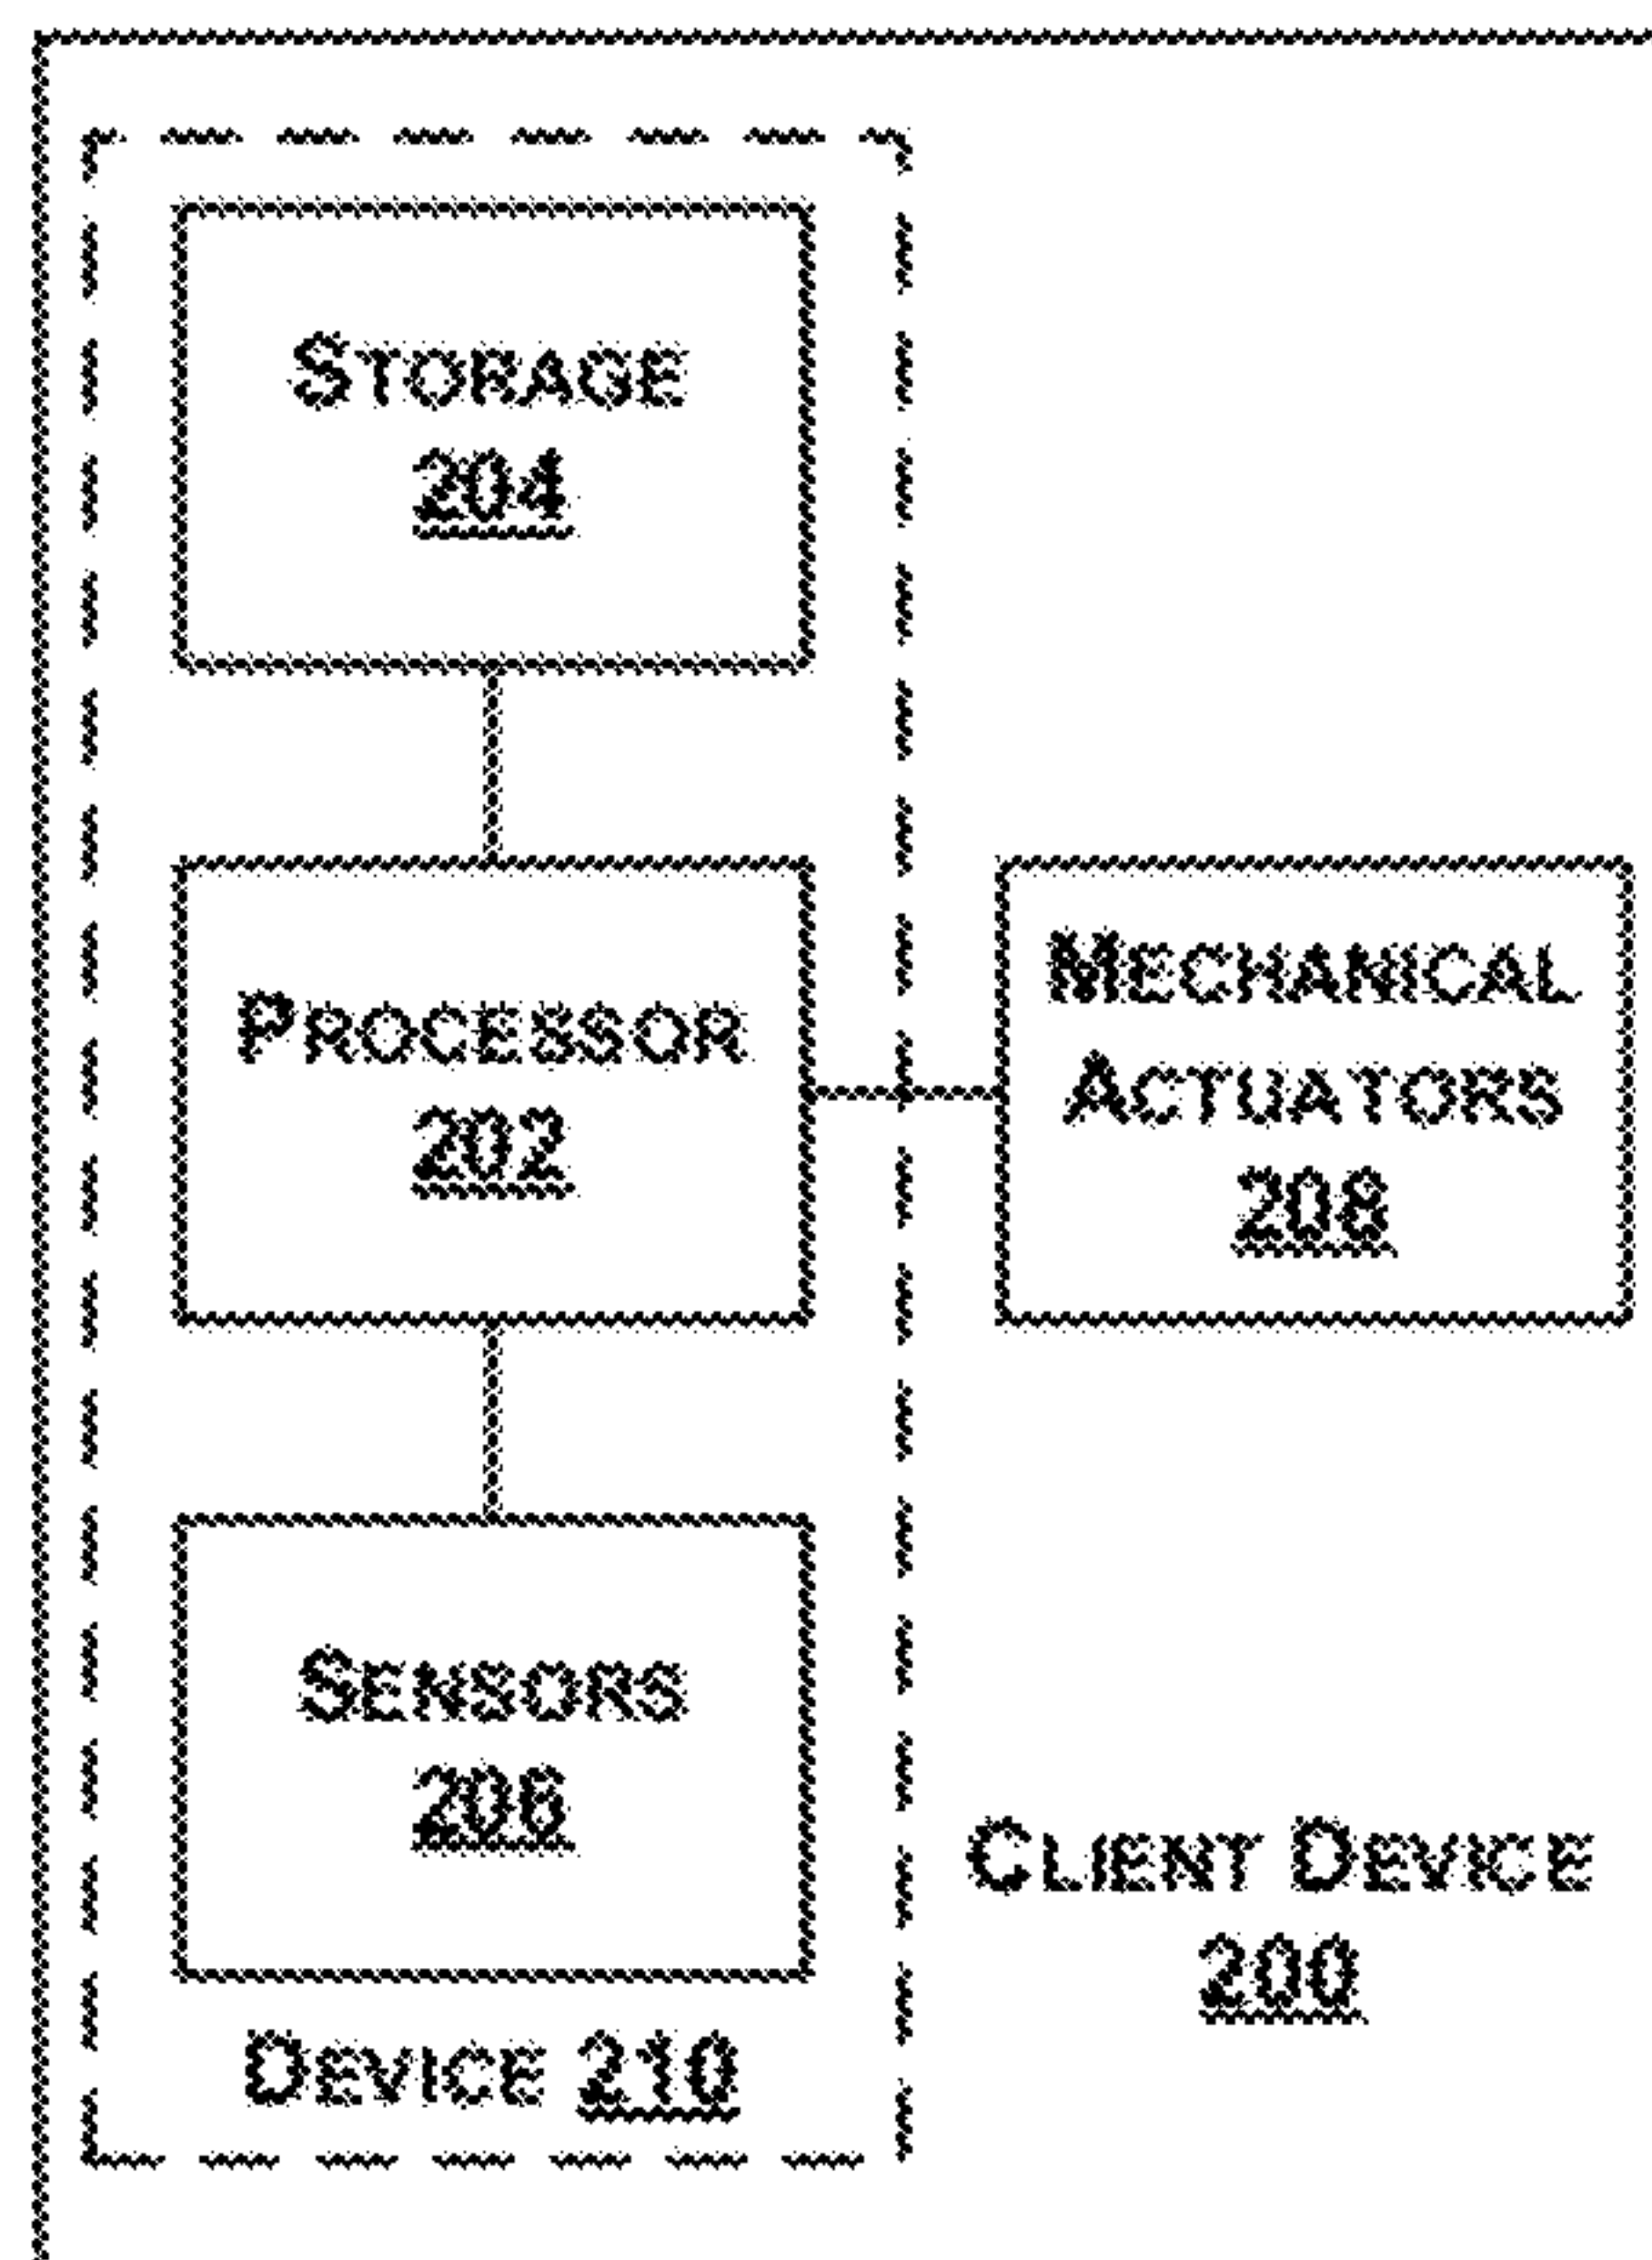 STORAGE
204
PROCESSOR
202
MECHANICAL
ACTUATORS
208
SENSORS
206
DEVICE 210
CLIENT DEVICE
200